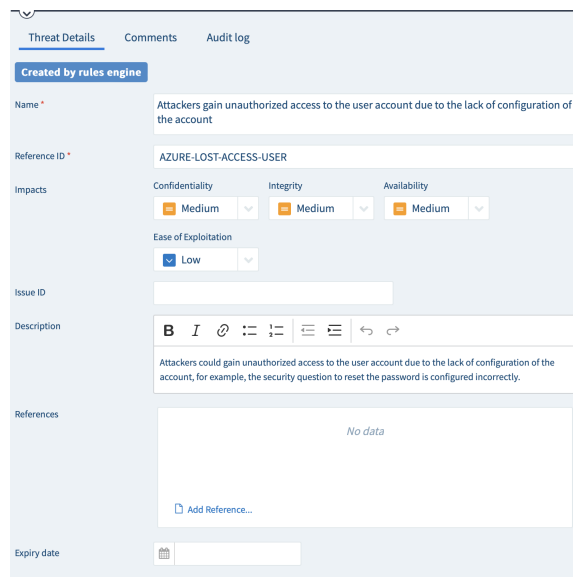 Threat Details Comments Audit log
Created by rules engine
Name *
Attackers gain unauthorized access to the user account due to the lack of configuration of
the account
Reference ID *
AZURE-LOST-ACCESS-USER
Impacts
Confidentiality Integrity Availability
Medium Medium Medium
Ease of Exploitation
Low
Issue ID
Description
B I
Attackers could gain unauthorized access to the user account due to the lack of configuration of the
account, for example, the security question to reset the password is configured incorrectly.
References
No data
Add Reference...
Expiry date